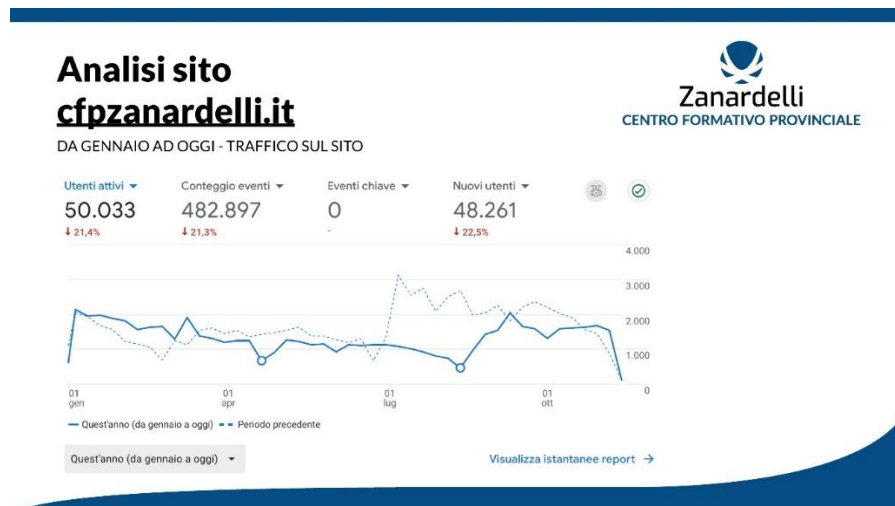 Analisi sito
cfpzanardelli.it
DA GENNAIO AD OGGI - TRAFFICO SUL SITO
Zanardelli
CENTRO FORMATIVO PROVINCIALE
Utenti attivi Conteggio eventi Eventi chiave Nuovi utenti
50.033 482.897 0 48.261
↓ 21,4% ↓ 21,3% - ↓ 22,5%
4.000
3.000
2.000
1.000
0
01 01 01 01
gen apr lug ott
Quest'anno (da gennaio a oggi) Periodo precedente
Quest'anno (da gennaio a oggi) Visualizza istantanee report →